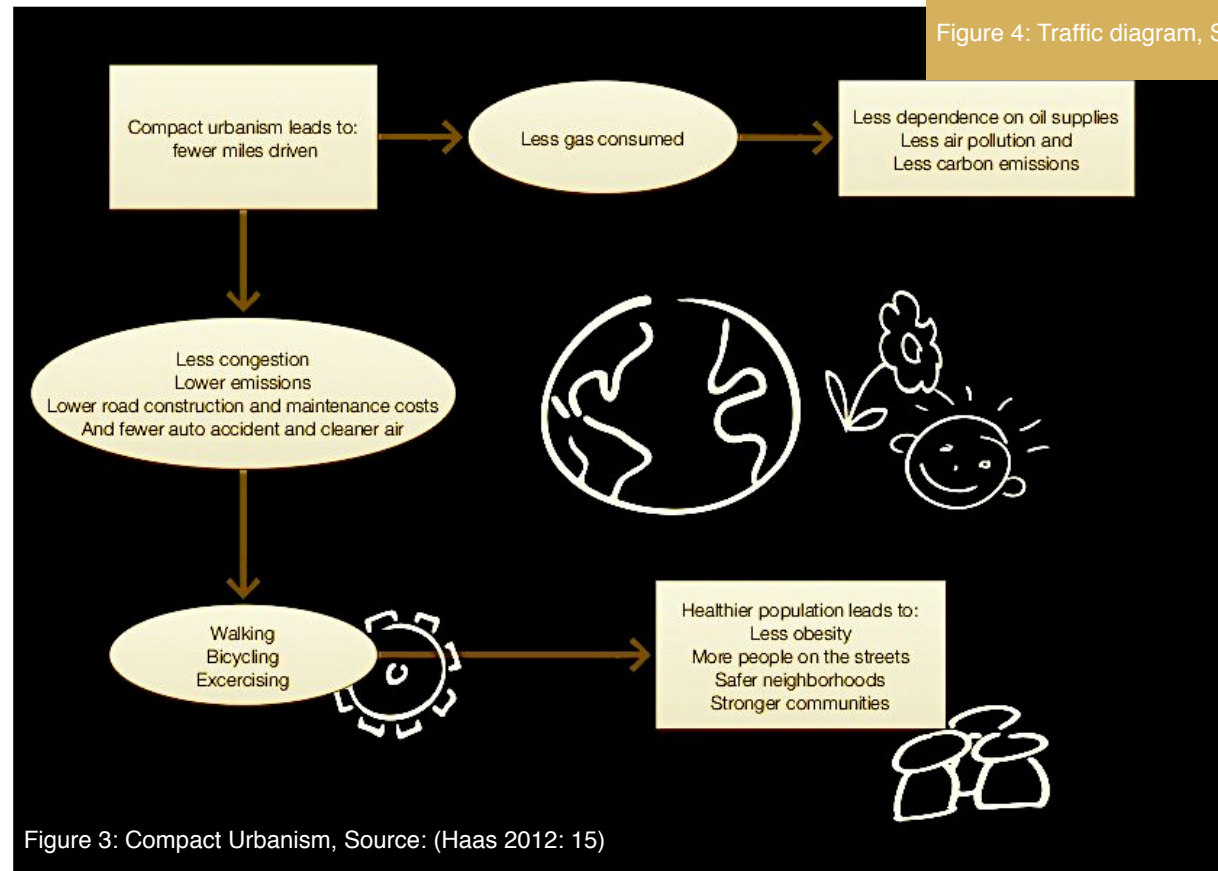 Figure 4: Traffic diagram, S
Compact urbanism leads to:
fewer miles driven
Less gas consumed
Less dependence on oil supplies
Less air pollution and
Less carbon emissions
Less congestion
Lower emissions
Lower road construction and maintenance costs
And fewer auto accident and cleaner air
Walking
Bicycling
Excercising
Healthier population leads to:
Less obesity
More people on the streets
Safer neighborhoods
Stronger communities
Figure 3: Compact Urbanism, Source: (Haas 2012: 15)